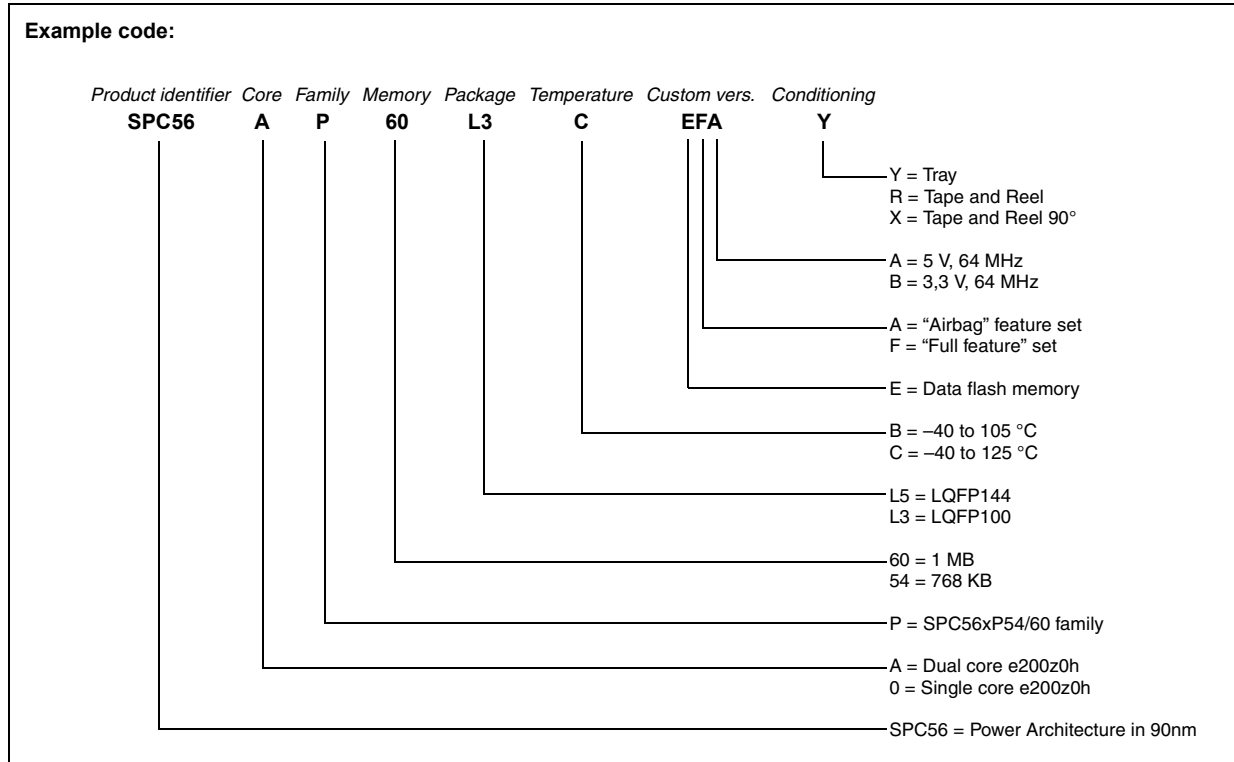 Example code:
Product identifier Core Family Memory Package Temperature Custom vers. Conditioning
SPC56 A P 60 L3 C EFA Y
Y = Tray
R = Tape and Reel
X = Tape and Reel 90°
A = 5 V, 64 MHz
B = 3,3 V, 64 MHz
A = “Airbag” feature set
F = “Full feature” set
E = Data flash memory
B = –40 to 105 °C
C = –40 to 125 °C
L5 = LQFP144
L3 = LQFP100
60 = 1 MB
54 = 768 KB
P = SPC56xP54/60 family
A = Dual core e200z0h
0 = Single core e200z0h
SPC56 = Power Architecture in 90nm